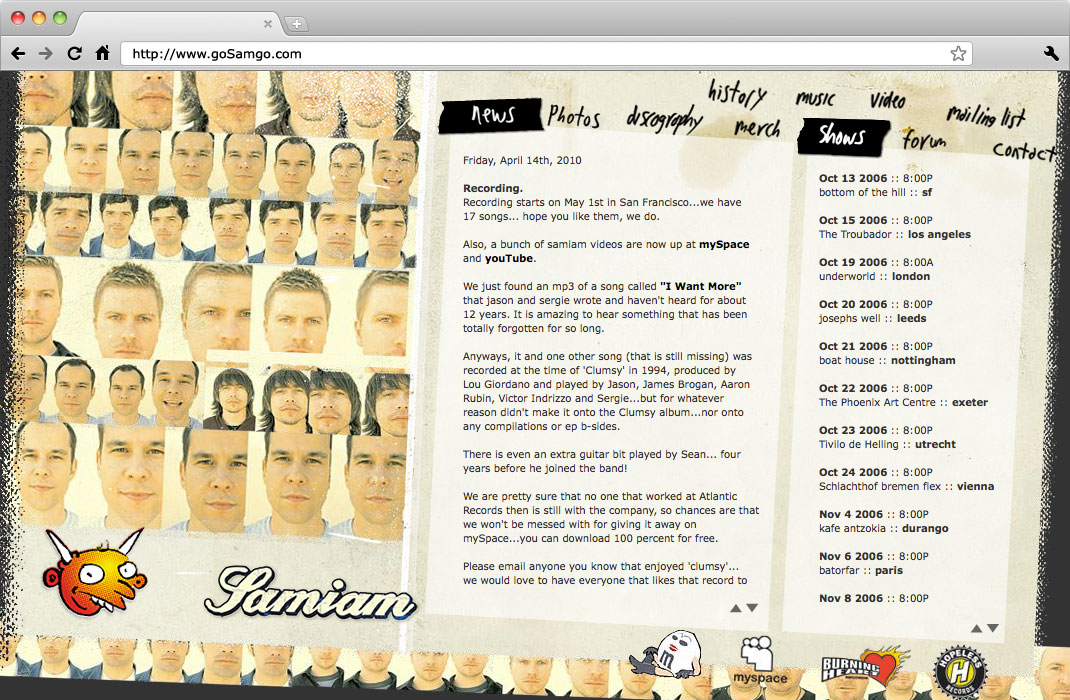 http://www.goSamgo.com
news
Photos
discography
history
merch
music
video
mailing list
Shows
forum
contact
Friday, April 14th, 2010
Recording.
Recording starts on May 1st in San Francisco...we have
17 songs... hope you like them, we do.
Also, a bunch of samiam videos are now up at mySpace
and youTube.
We just found an mp3 of a song called "I Want More"
that jason and sergie wrote and haven't heard for about
12 years. It is amazing to hear something that has been
totally forgotten for so long.
Anyways, it and one other song (that is still missing) was
recorded at the time of 'Clumsy' in 1994, produced by
Lou Giordano and played by Jason, James Brogan, Aaron
Rubin, Victor Indrizzo and Sergie...but for whatever
reason didn't make it onto the Clumsy album...nor onto
any compilations or ep b-sides.
There is even an extra guitar bit played by Sean... four
years before he joined the band!
We are pretty sure that no one that worked at Atlantic
Records then is still with the company, so chances are that
we won't be messed with for giving it away on
mySpace...you can download 100 percent for free.
Please email anyone you know that enjoyed 'clumsy'...
we would love to have everyone that likes that record to
Oct 13 2006 :: 8:00P
bottom of the hill :: sf
Oct 15 2006 :: 8:00P
The Troubador :: los angeles
Oct 19 2006 :: 8:00A
underworld :: london
Oct 20 2006 :: 8:00P
josephs well :: leeds
Oct 21 2006 :: 8:00P
boat house :: nottingham
Oct 22 2006 :: 8:00P
The Phoenix Art Centre :: exeter
Oct 23 2006 :: 8:00P
Tivilo de Helling :: utrecht
Oct 24 2006 :: 8:00P
Schlachthof bremen flex :: vienna
Nov 4 2006 :: 8:00P
kafe antzokia :: durango
Nov 6 2006 :: 8:00P
batorfar :: paris
Nov 8 2006 :: 8:00P
Samiam
m
myspace
BURNING
HEART
RECORDS
HOPELESS
H
RECORDS